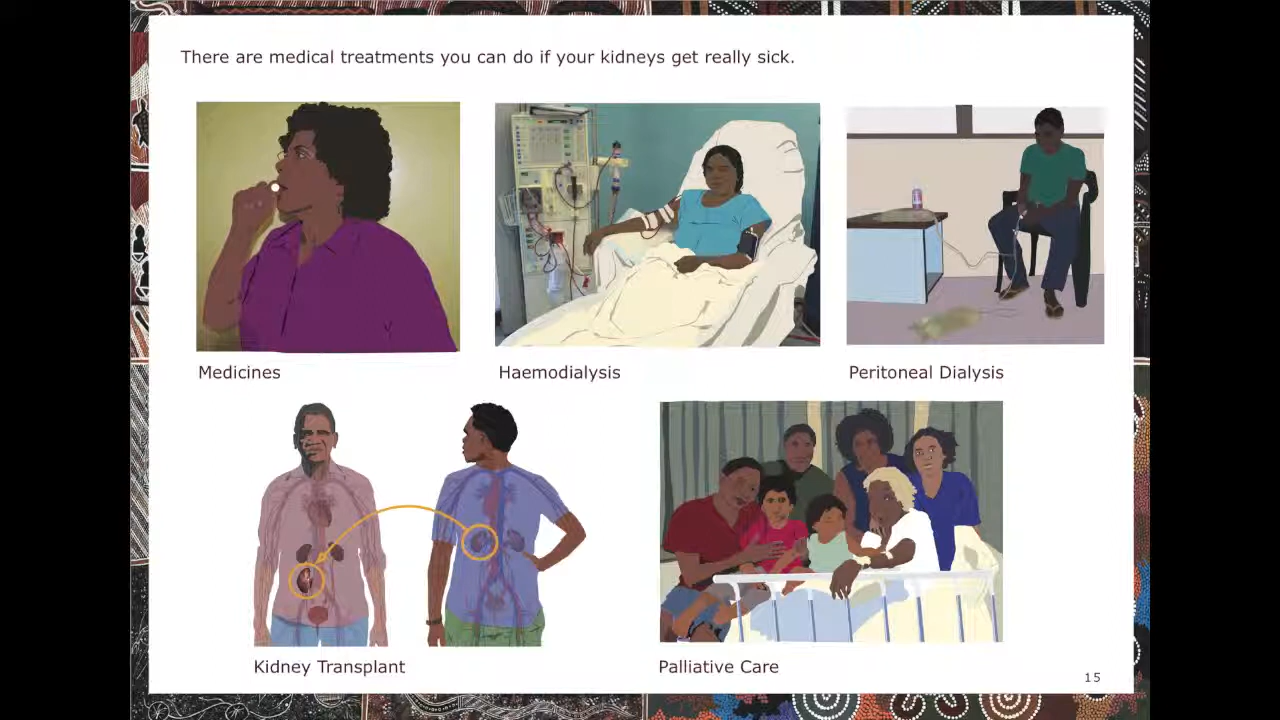 There are medical treatments you can do if your kidneys get really sick.
Medicines
Haemodialysis
Peritoneal Dialysis
Kidney Transplant
Palliative Care
15